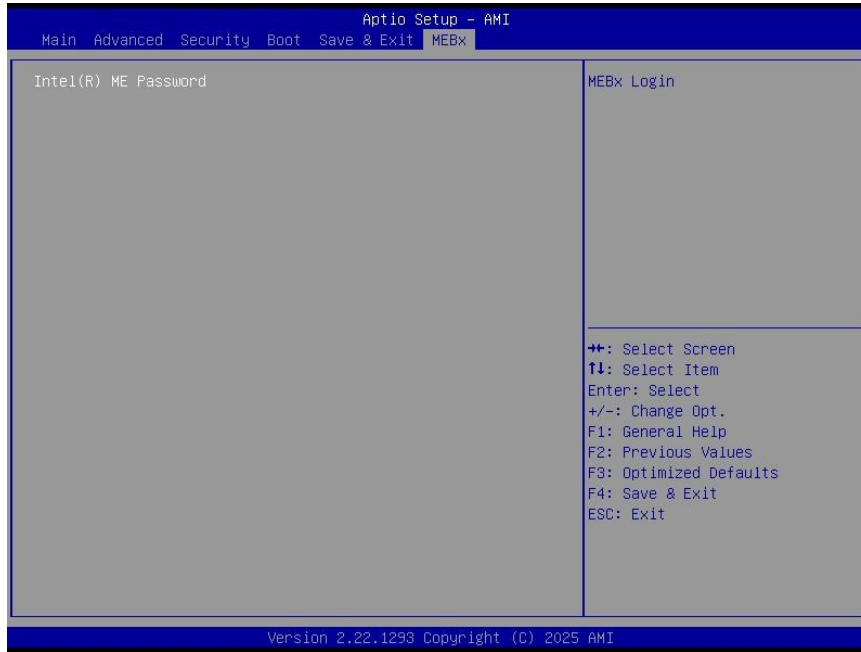 Aptio Setup - AMI
Main Advanced Security Boot Save & Exit MEBx
Intel(R) ME Password
MEBx Login
→←: Select Screen
↑↓: Select Item
Enter: Select
+/-: Change Opt.
F1: General Help
F2: Previous Values
F3: Optimized Defaults
F4: Save & Exit
ESC: Exit
Version 2.22.1293 Copyright (C) 2025 AMI